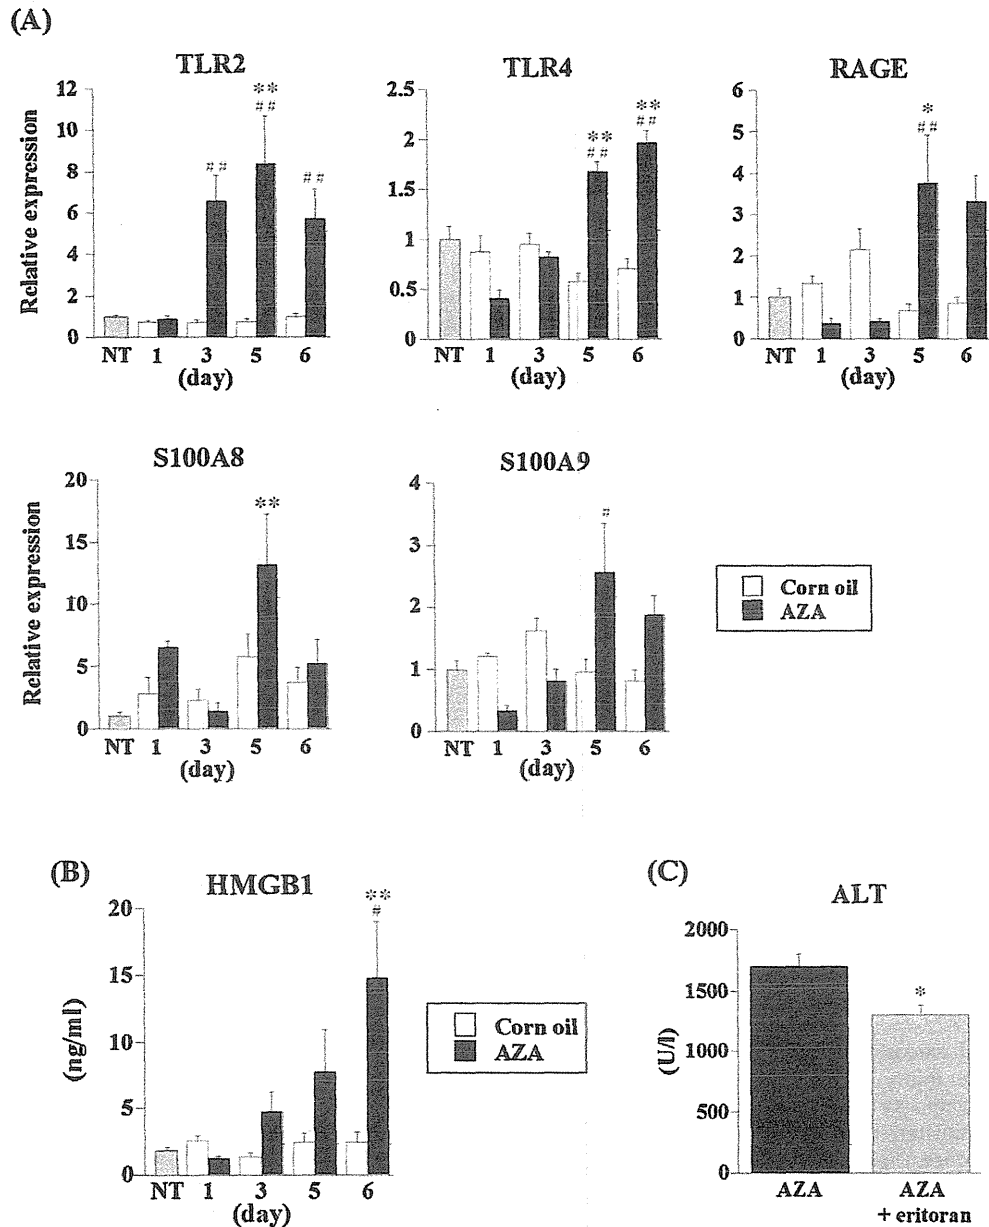 (A)
TLR2
Relative expression
12
10
8
6
4
2
0
##
**
##
##
NT 1 3 5 6
(day)
TLR4
2.5
2
1.5
1
0.5
0
**
##
**
##
NT 1 3 5 6
(day)
RAGE
6
5
4
3
2
1
0
*
##
NT 1 3 5 6
(day)
S100A8
Relative expression
20
15
10
5
0
**
NT 1 3 5 6
(day)
S100A9
4
3
2
1
0
#
NT 1 3 5 6
(day)
Corn oil
AZA
(B)
HMGB1
(ng/ml)
20
15
10
5
0
**
#
NT 1 3 5 6
(day)
Corn oil
AZA
(C)
ALT
(U/l)
2000
1500
1000
500
0
*
AZA
AZA
+ eritoran